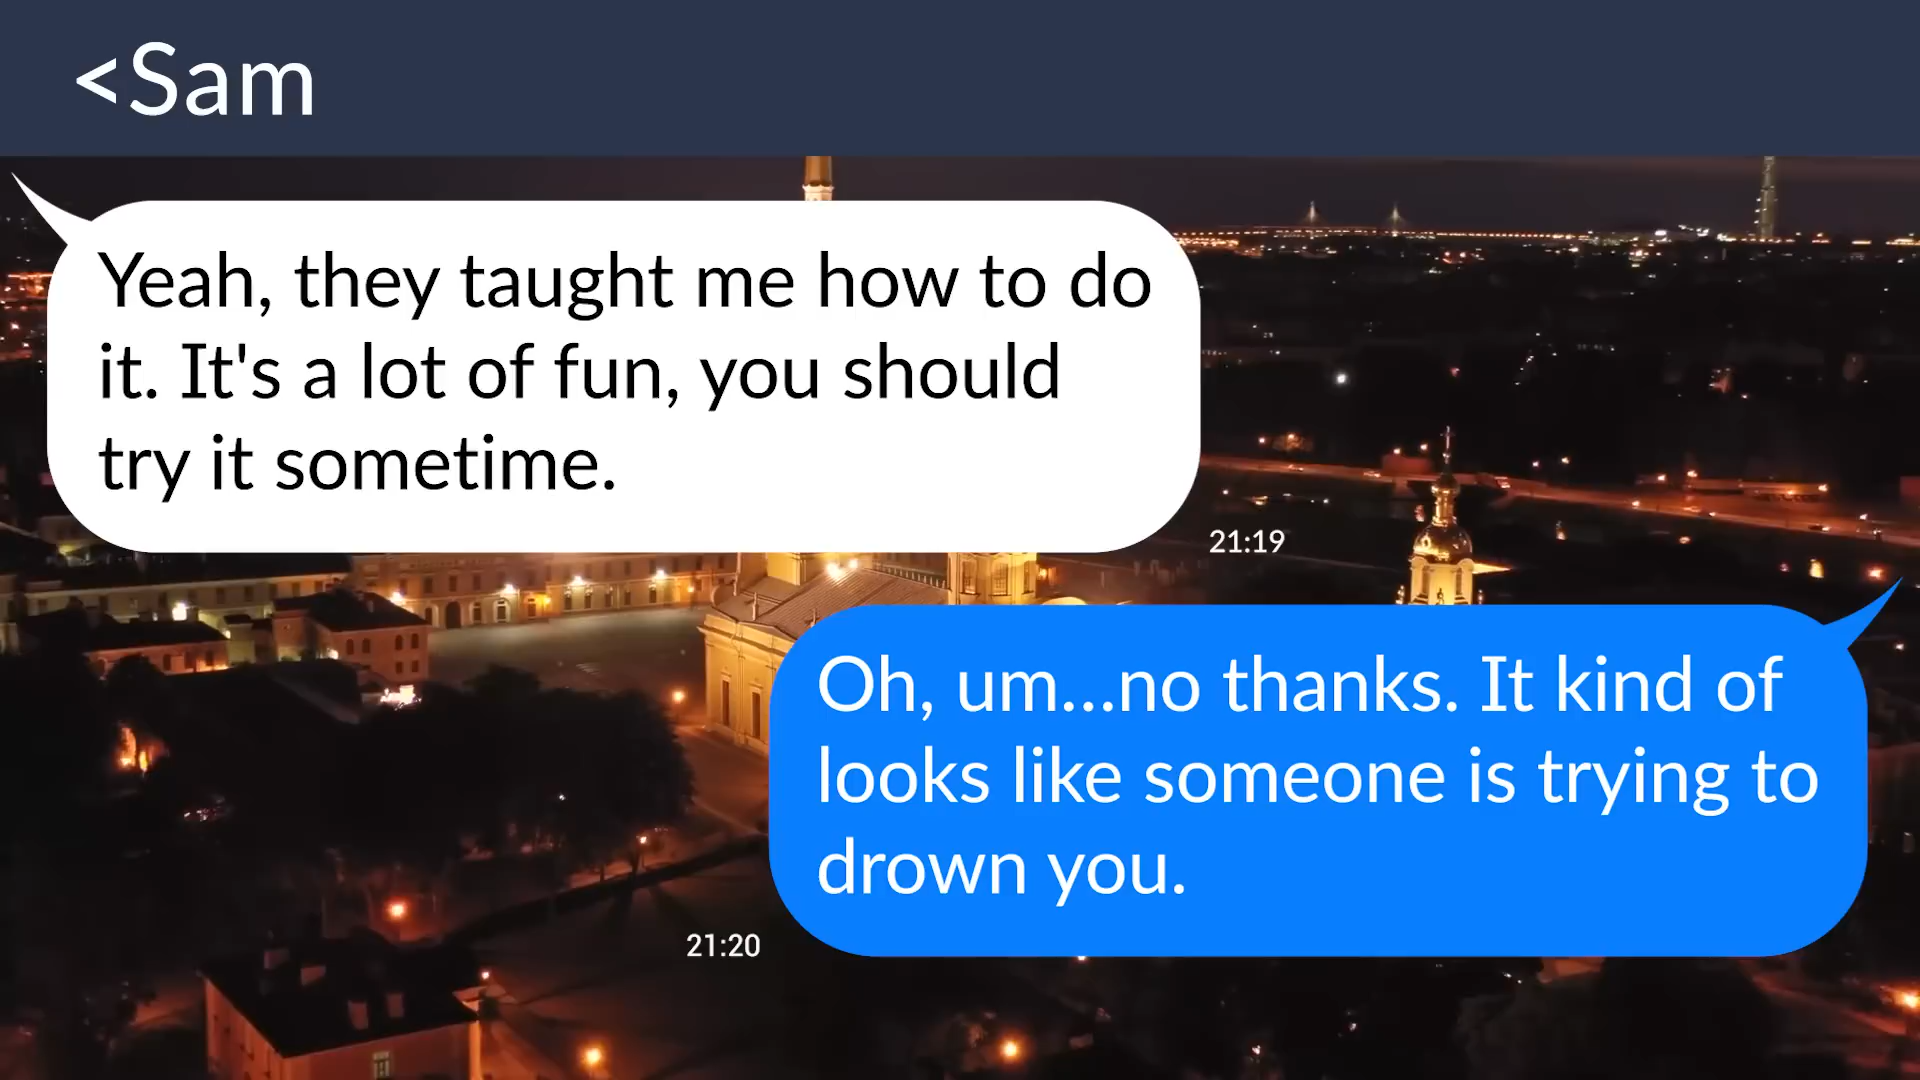 <Sam
Yeah, they taught me how to do
it. It's a lot of fun, you should
try it sometime.
21:19
Oh, um...no thanks. It kind of
looks like someone is trying to
drown you.
21:20